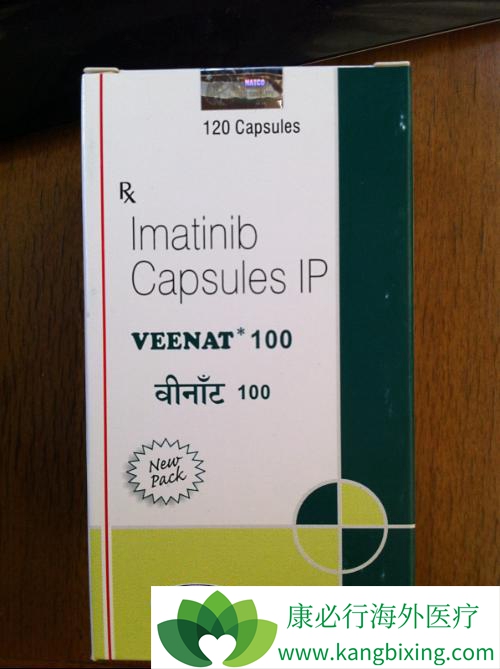 NATCO
120 Capsules
Rx
Imatinib
Capsules IP
VEENAT* 100
वीनाँट 100
New
Pack
康必行海外医疗
www.kangbixing.com